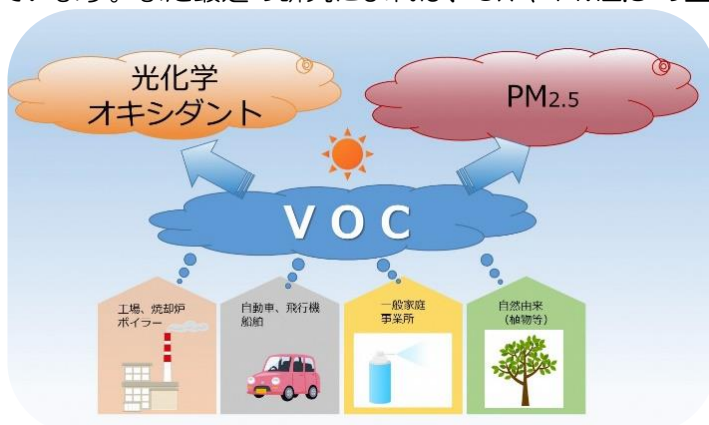 光化学
オキシダント
PM2.5
VOC
工場、焼却炉
ボイラー
自動車、飛行機
船舶
一般家庭
事業所
自然由来
（植物等）